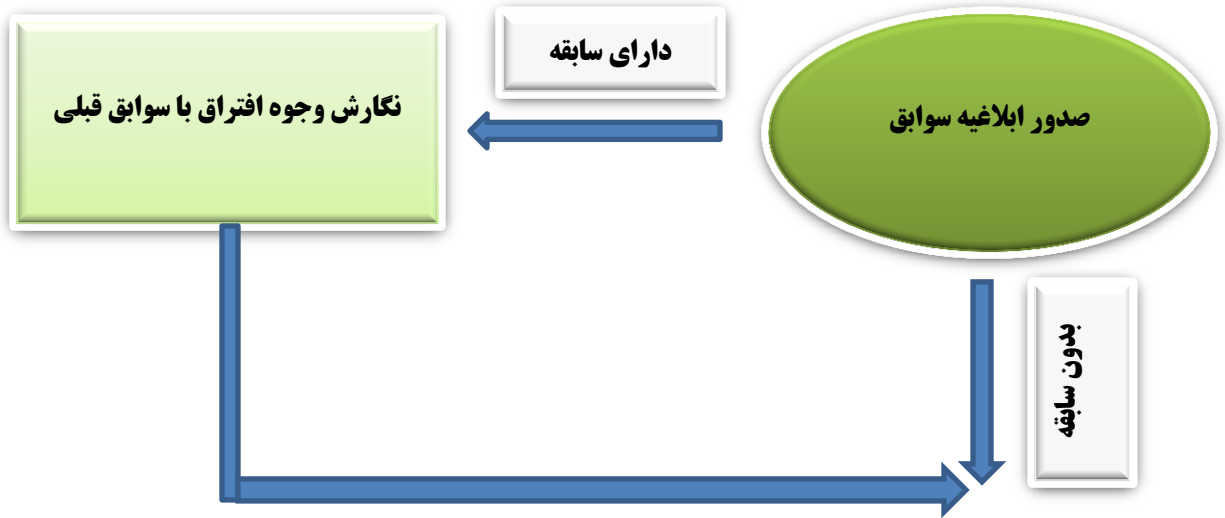 صدور ابلاغیه سوابق
دارای سابقه
نگارش وجوه افتراق با سوابق قبلی
بدون سابقه